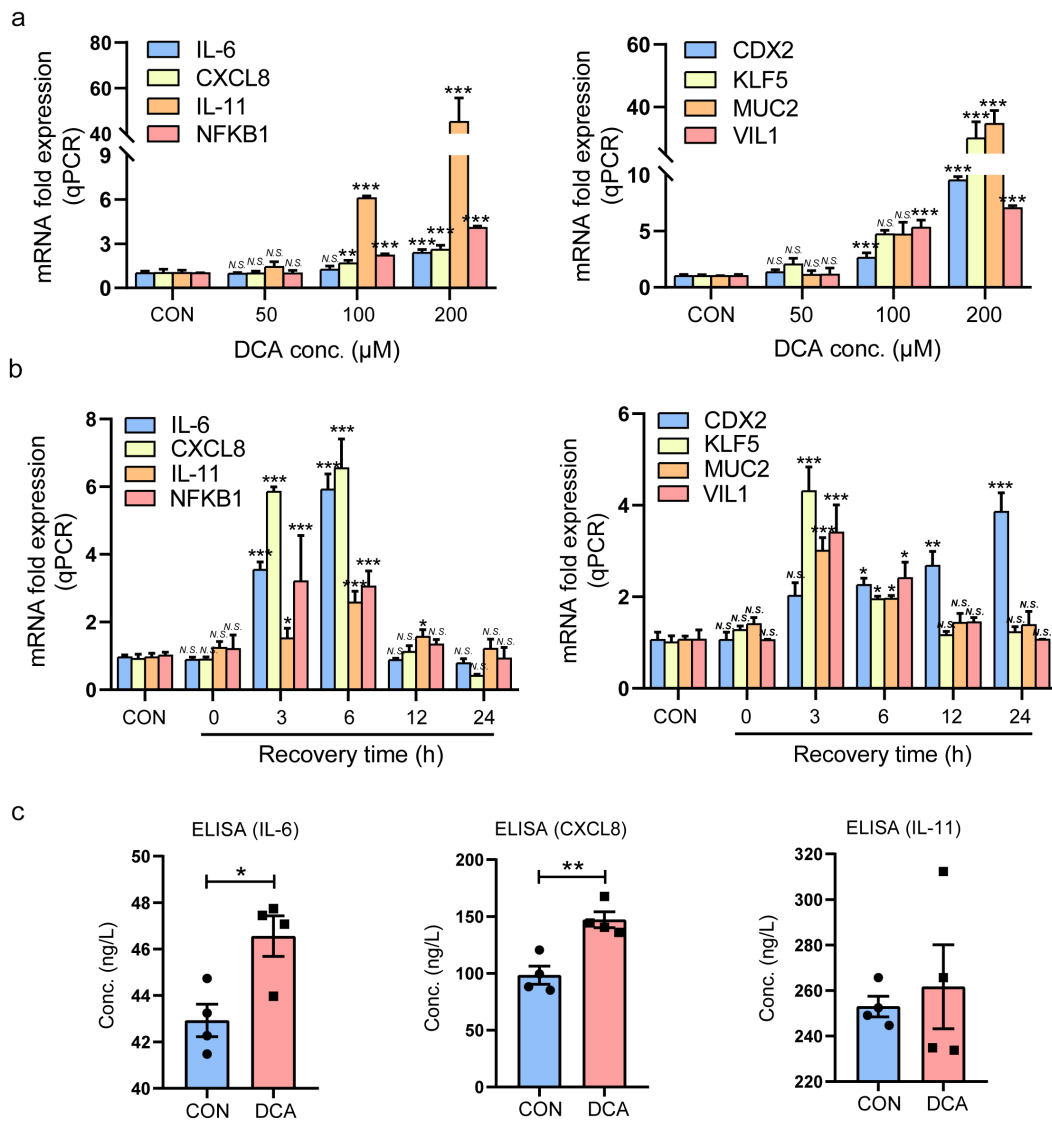 a
mRNA fold expression
(qPCR)
80
60
40
9
6
3
0
IL-6
CXCL8
IL-11
NFKB1
N.S. N.S. N.S. N.S.
N.S. ** *** ***
*** *** *** ***
CON 50 100 200
DCA conc. (μM)
mRNA fold expression
(qPCR)
60
40
10
5
0
CDX2
KLF5
MUC2
VIL1
N.S. N.S. N.S. N.S.
*** N.S. N.S. ***
*** *** *** ***
CON 50 100 200
DCA conc. (μM)
b
mRNA fold expression
(qPCR)
8
6
4
2
0
IL-6
CXCL8
IL-11
NFKB1
N.S. N.S. N.S. N.S.
*** *** * ***
*** *** *** ***
N.S. N.S. * N.S.
N.S. N.S. N.S. N.S.
CON 0 3 6 12 24
Recovery time (h)
mRNA fold expression
(qPCR)
6
4
2
0
CDX2
KLF5
MUC2
VIL1
N.S. N.S. N.S. N.S.
N.S. *** *** ***
* * * *
** N.S. N.S. N.S.
*** N.S. N.S. N.S.
CON 0 3 6 12 24
Recovery time (h)
c
ELISA (IL-6)
Conc. (ng/L)
50
48
46
44
42
40
*
CON DCA
ELISA (CXCL8)
Conc. (ng/L)
200
150
100
50
0
**
CON DCA
ELISA (IL-11)
Conc. (ng/L)
320
300
280
260
240
220
CON DCA